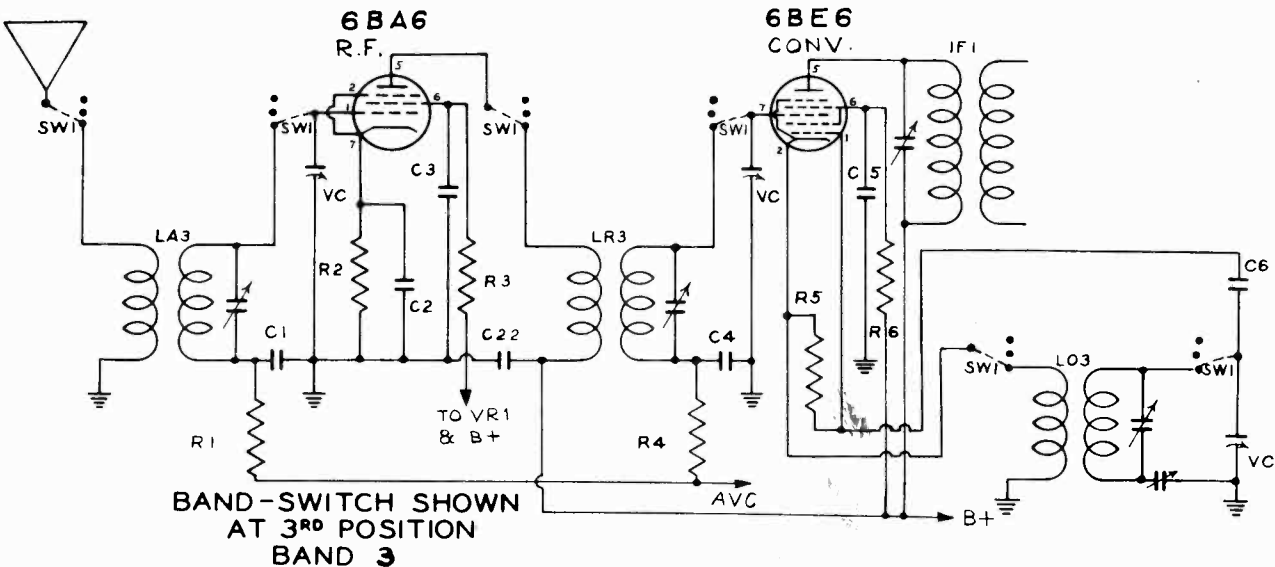 6BA6
R.F.
6BE6
CONV.
IF1
5
2
1
6
7
5
7
6
2
1
SW1
SW1
SW1
SW1
VC
C3
VC
C5
LA3
R2
C2
R3
LR3
R5
R6
C6
C1
C22
C4
SW1
LO3
SW1
R1
TO VR1
& B+
R4
VC
AVC
B+
BAND-SWITCH SHOWN
AT 3RD POSITION
BAND 3